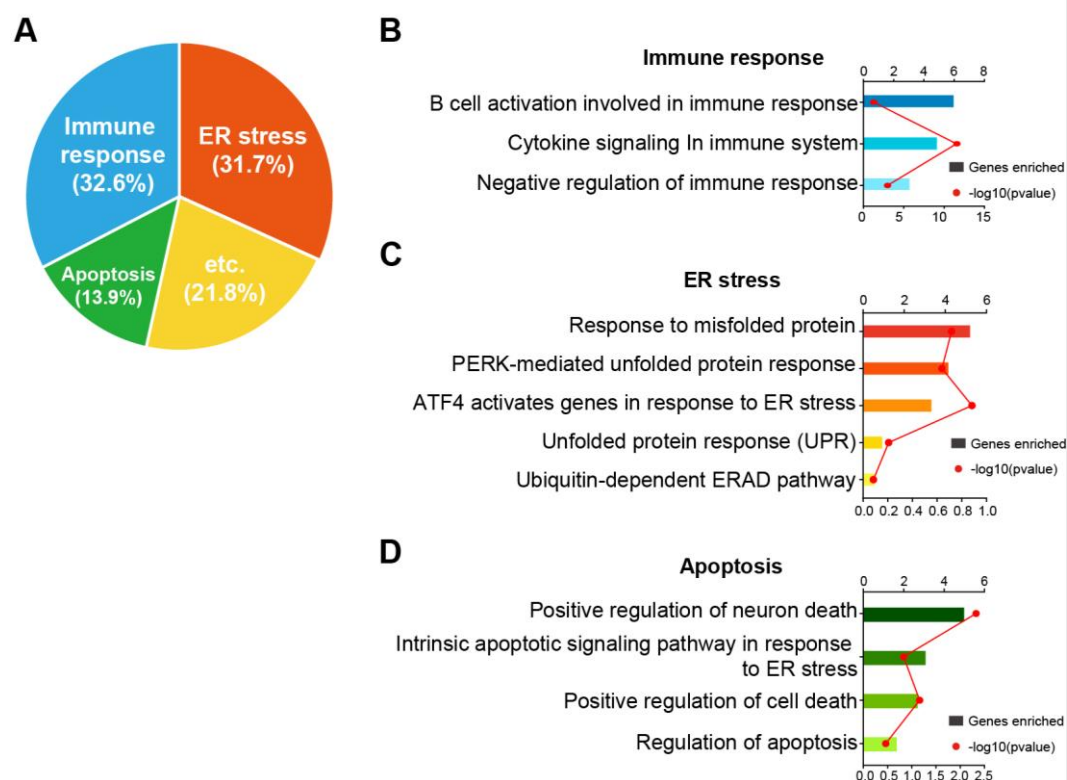 A
Immune
response
(32.6%)
ER stress
(31.7%)
Apoptosis
(13.9%)
etc.
(21.8%)
B
Immune response
0 2 4 6 8
B cell activation involved in immune response
Cytokine signaling In immune system
Negative regulation of immune response
Genes enriched
-log10(pvalue)
0 5 10 15
C
ER stress
0 2 4 6
Response to misfolded protein
PERK-mediated unfolded protein response
ATF4 activates genes in response to ER stress
Unfolded protein response (UPR)
Ubiquitin-dependent ERAD pathway
Genes enriched
-log10(pvalue)
0.0 0.2 0.4 0.6 0.8 1.0
D
Apoptosis
0 2 4 6
Positive regulation of neuron death
Intrinsic apoptotic signaling pathway in response
to ER stress
Positive regulation of cell death
Regulation of apoptosis
Genes enriched
-log10(pvalue)
0.0 0.5 1.0 1.5 2.0 2.5